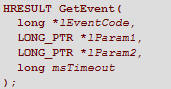 HRESULT GetEvent(
long *lEventCode,
LONG_PTR *lParam1,
LONG_PTR *lParam2,
long msTimeout
);